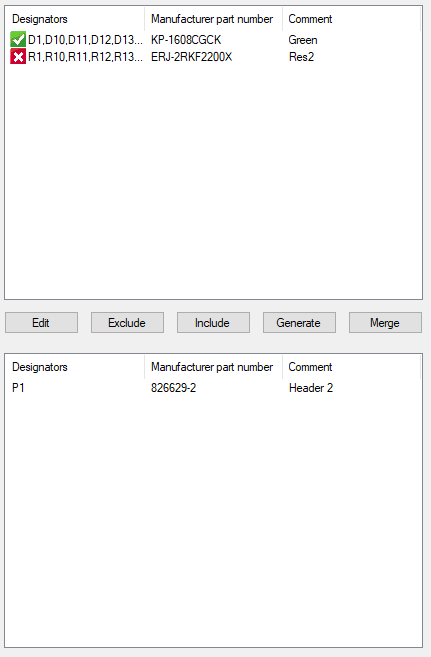 Designators Manufacturer part number Comment
D1,D10,D11,D12,D13... KP-1608CGCK Green
R1,R10,R11,R12,R13... ERJ-2RKF2200X Res2
Edit Exclude Include Generate Merge
Designators Manufacturer part number Comment
P1 826629-2 Header 2